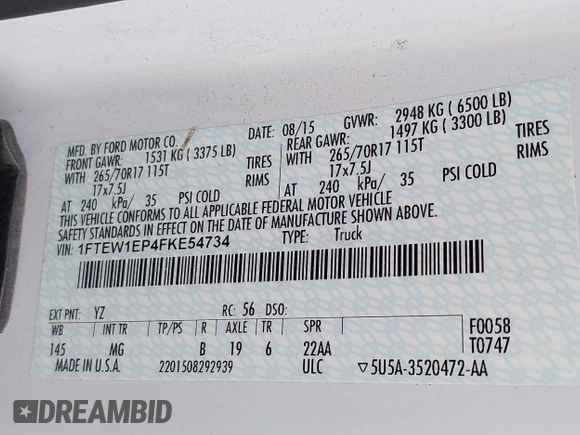 MFD. BY FORD MOTOR CO.
DATE: 08/15 GVWR: 2948 KG ( 6500 LB)
FRONT GAWR: 1531 KG ( 3375 LB) REAR GAWR: 1497 KG ( 3300 LB)
WITH 265/70R17 115T TIRES WITH 265/70R17 115T TIRES
17x7.5J RIMS 17x7.5J RIMS
AT 240 kPa/ 35 PSI COLD AT 240 kPa/ 35 PSI COLD
THIS VEHICLE CONFORMS TO ALL APPLICABLE FEDERAL MOTOR VEHICLE
SAFETY STANDARDS IN EFFECT ON THE DATE OF MANUFACTURE SHOWN ABOVE.
VIN: 1FTEW1EP4FKE54734 TYPE: Truck
EXT PNT: YZ RC: 56 DSO: F0058
WB INT TR TP/PS R AXLE TR SPR T0747
145 MG B 19 6 22AA
MADE IN U.S.A. 2201508292939 ULC ▽5U5A-3520472-AA
DREAMBID